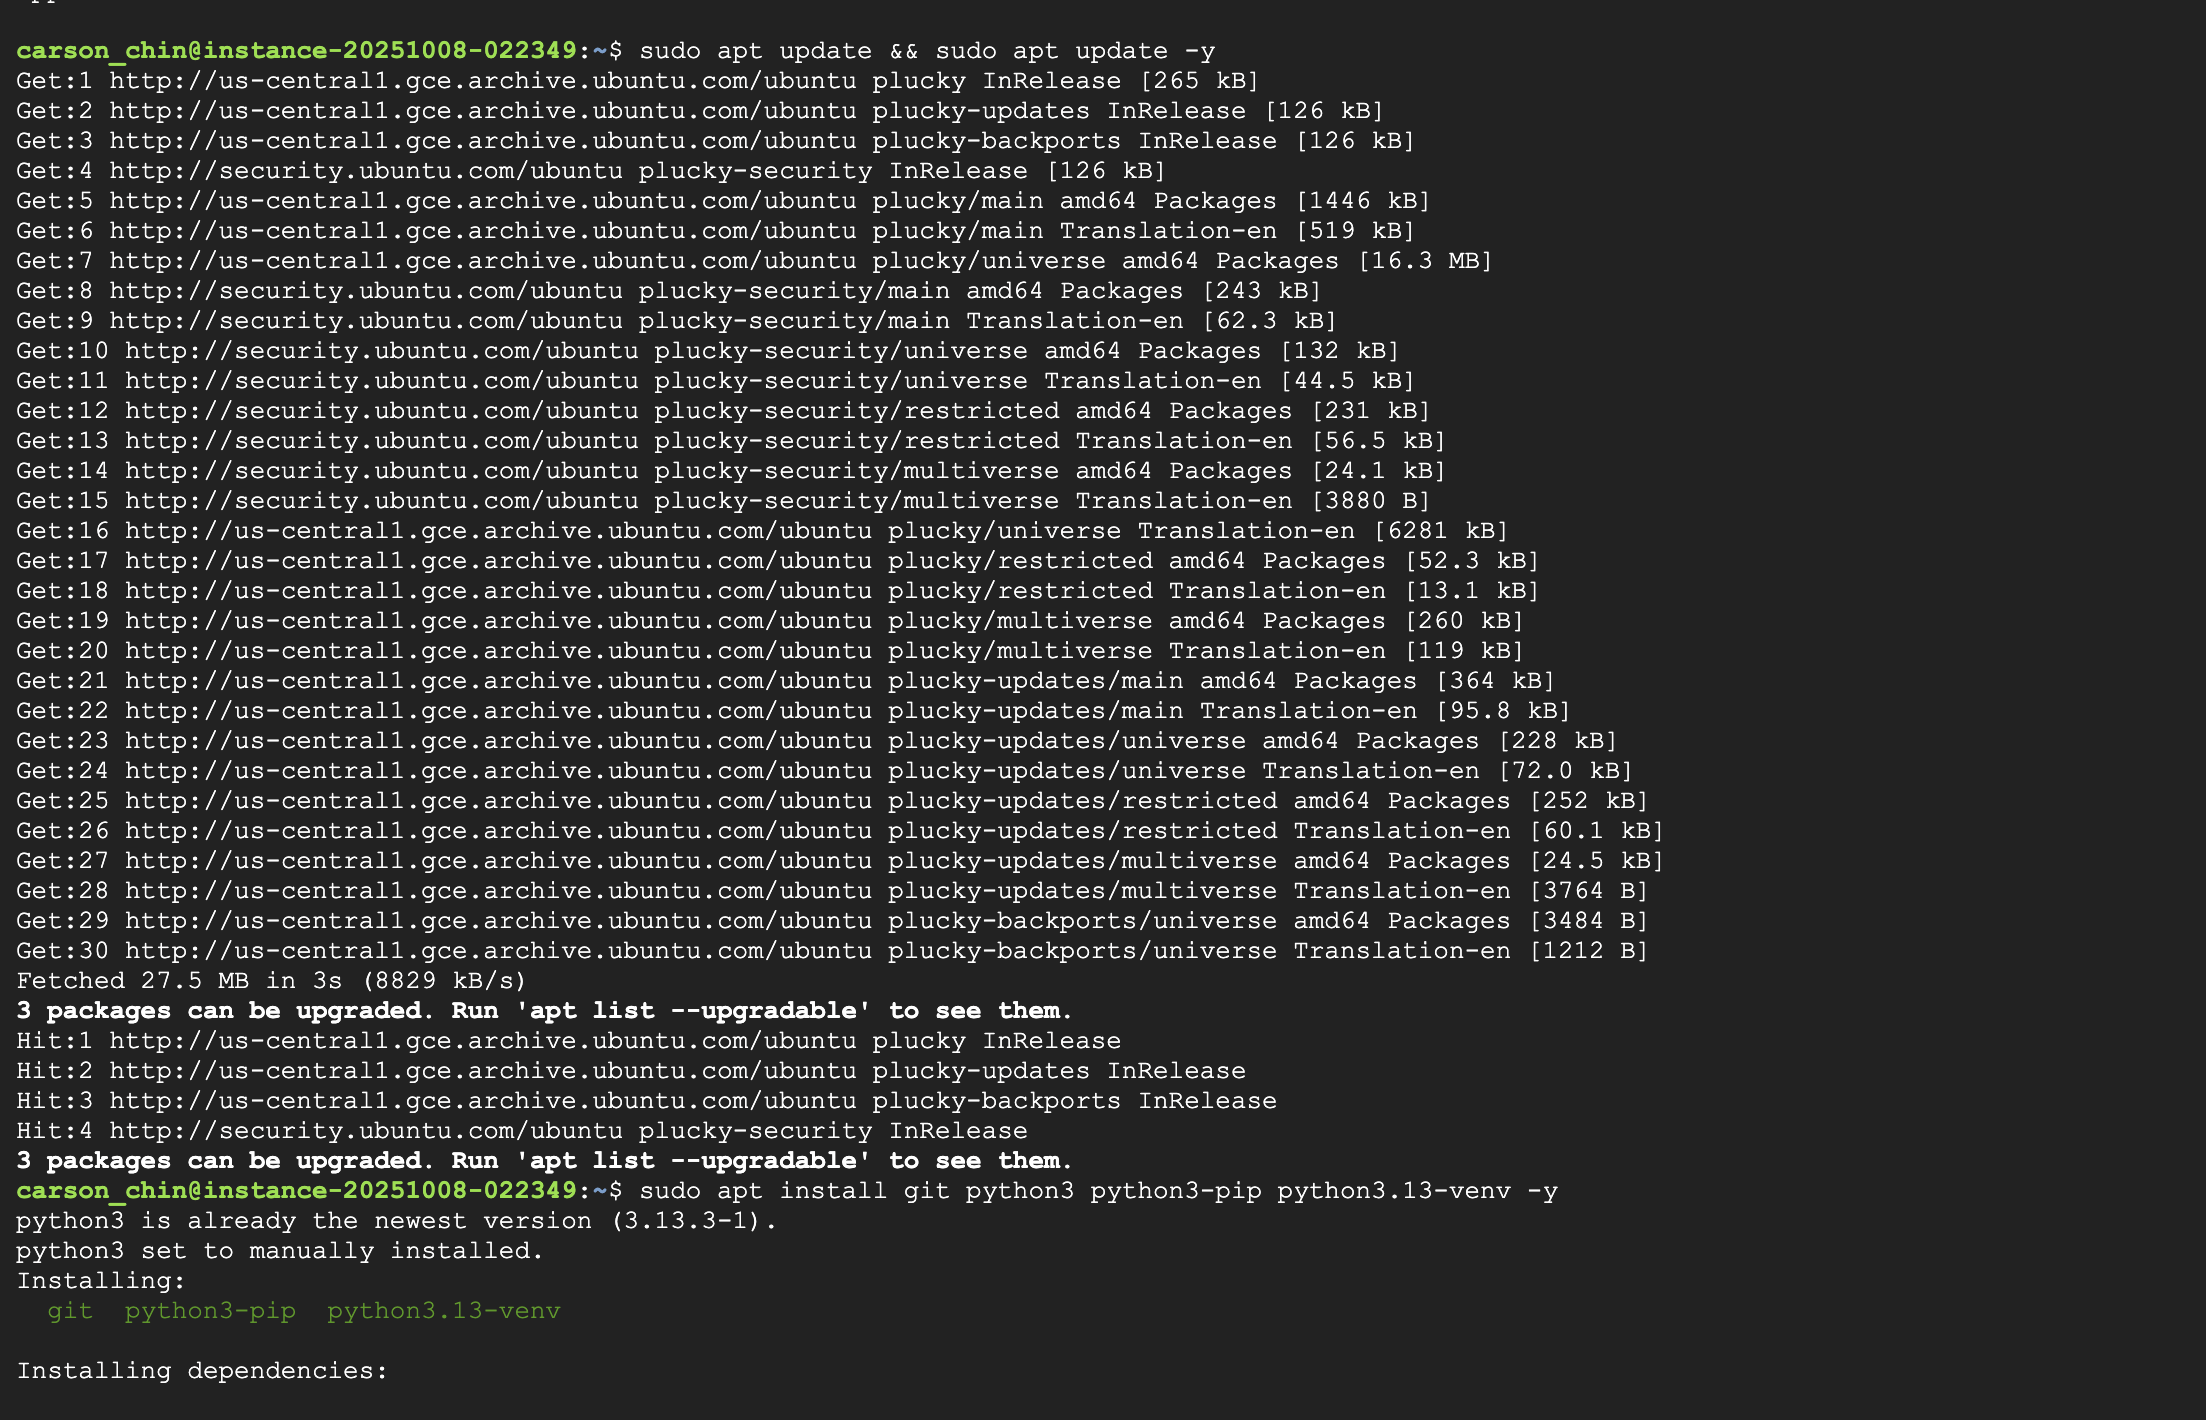 carson_chin@instance-20251008-022349:~$ sudo apt update && sudo apt update -y
Get:1 http://us-central1.gce.archive.ubuntu.com/ubuntu plucky InRelease [265 kB]
Get:2 http://us-central1.gce.archive.ubuntu.com/ubuntu plucky-updates InRelease [126 kB]
Get:3 http://us-central1.gce.archive.ubuntu.com/ubuntu plucky-backports InRelease [126 kB]
Get:4 http://security.ubuntu.com/ubuntu plucky-security InRelease [126 kB]
Get:5 http://us-central1.gce.archive.ubuntu.com/ubuntu plucky/main amd64 Packages [1446 kB]
Get:6 http://us-central1.gce.archive.ubuntu.com/ubuntu plucky/main Translation-en [519 kB]
Get:7 http://us-central1.gce.archive.ubuntu.com/ubuntu plucky/universe amd64 Packages [16.3 MB]
Get:8 http://security.ubuntu.com/ubuntu plucky-security/main amd64 Packages [243 kB]
Get:9 http://security.ubuntu.com/ubuntu plucky-security/main Translation-en [62.3 kB]
Get:10 http://security.ubuntu.com/ubuntu plucky-security/universe amd64 Packages [132 kB]
Get:11 http://security.ubuntu.com/ubuntu plucky-security/universe Translation-en [44.5 kB]
Get:12 http://security.ubuntu.com/ubuntu plucky-security/restricted amd64 Packages [231 kB]
Get:13 http://security.ubuntu.com/ubuntu plucky-security/restricted Translation-en [56.5 kB]
Get:14 http://security.ubuntu.com/ubuntu plucky-security/multiverse amd64 Packages [24.1 kB]
Get:15 http://security.ubuntu.com/ubuntu plucky-security/multiverse Translation-en [3880 B]
Get:16 http://us-central1.gce.archive.ubuntu.com/ubuntu plucky/universe Translation-en [6281 kB]
Get:17 http://us-central1.gce.archive.ubuntu.com/ubuntu plucky/restricted amd64 Packages [52.3 kB]
Get:18 http://us-central1.gce.archive.ubuntu.com/ubuntu plucky/restricted Translation-en [13.1 kB]
Get:19 http://us-central1.gce.archive.ubuntu.com/ubuntu plucky/multiverse amd64 Packages [260 kB]
Get:20 http://us-central1.gce.archive.ubuntu.com/ubuntu plucky/multiverse Translation-en [119 kB]
Get:21 http://us-central1.gce.archive.ubuntu.com/ubuntu plucky-updates/main amd64 Packages [364 kB]
Get:22 http://us-central1.gce.archive.ubuntu.com/ubuntu plucky-updates/main Translation-en [95.8 kB]
Get:23 http://us-central1.gce.archive.ubuntu.com/ubuntu plucky-updates/universe amd64 Packages [228 kB]
Get:24 http://us-central1.gce.archive.ubuntu.com/ubuntu plucky-updates/universe Translation-en [72.0 kB]
Get:25 http://us-central1.gce.archive.ubuntu.com/ubuntu plucky-updates/restricted amd64 Packages [252 kB]
Get:26 http://us-central1.gce.archive.ubuntu.com/ubuntu plucky-updates/restricted Translation-en [60.1 kB]
Get:27 http://us-central1.gce.archive.ubuntu.com/ubuntu plucky-updates/multiverse amd64 Packages [24.5 kB]
Get:28 http://us-central1.gce.archive.ubuntu.com/ubuntu plucky-updates/multiverse Translation-en [3764 B]
Get:29 http://us-central1.gce.archive.ubuntu.com/ubuntu plucky-backports/universe amd64 Packages [3484 B]
Get:30 http://us-central1.gce.archive.ubuntu.com/ubuntu plucky-backports/universe Translation-en [1212 B]
Fetched 27.5 MB in 3s (8829 kB/s)
3 packages can be upgraded. Run 'apt list --upgradable' to see them.
Hit:1 http://us-central1.gce.archive.ubuntu.com/ubuntu plucky InRelease
Hit:2 http://us-central1.gce.archive.ubuntu.com/ubuntu plucky-updates InRelease
Hit:3 http://us-central1.gce.archive.ubuntu.com/ubuntu plucky-backports InRelease
Hit:4 http://security.ubuntu.com/ubuntu plucky-security InRelease
3 packages can be upgraded. Run 'apt list --upgradable' to see them.
carson_chin@instance-20251008-022349:~$ sudo apt install git python3 python3-pip python3.13-venv -y
python3 is already the newest version (3.13.3-1).
python3 set to manually installed.
Installing:
  git  python3-pip  python3.13-venv
Installing dependencies: